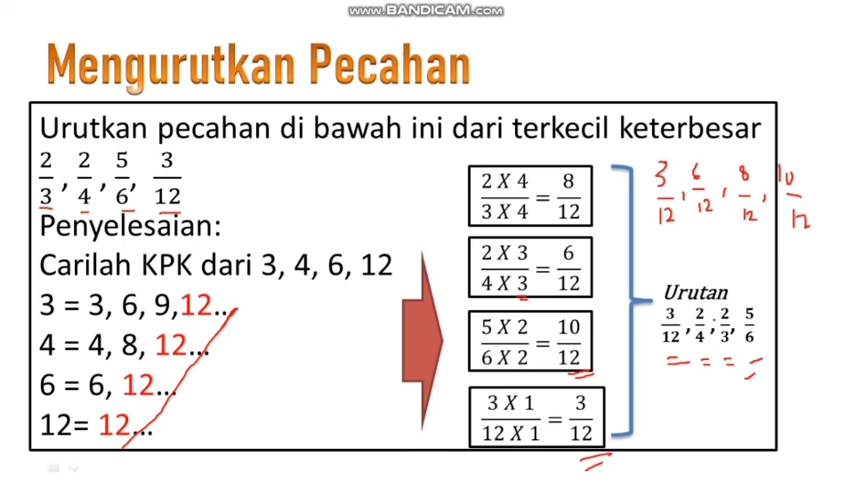 www.BANDICAM.com
Mengurutkan Pecahan
Urutkan pecahan di bawah ini dari terkecil keterbesar
2/3, 2/4, 5/6, 3/12
Penyelesaian:
Carilah KPK dari 3, 4, 6, 12
3 = 3, 6, 9,12...
4 = 4, 8, 12...
6 = 6, 12...
12= 12...
2 X 4 / 3 X 4 = 8/12
2 X 3 / 4 X 3 = 6/12
5 X 2 / 6 X 2 = 10/12
3 X 1 / 12 X 1 = 3/12
3/12, 6/12, 8/12, 10/12
Urutan
3/12, 2/4, 2/3, 5/6